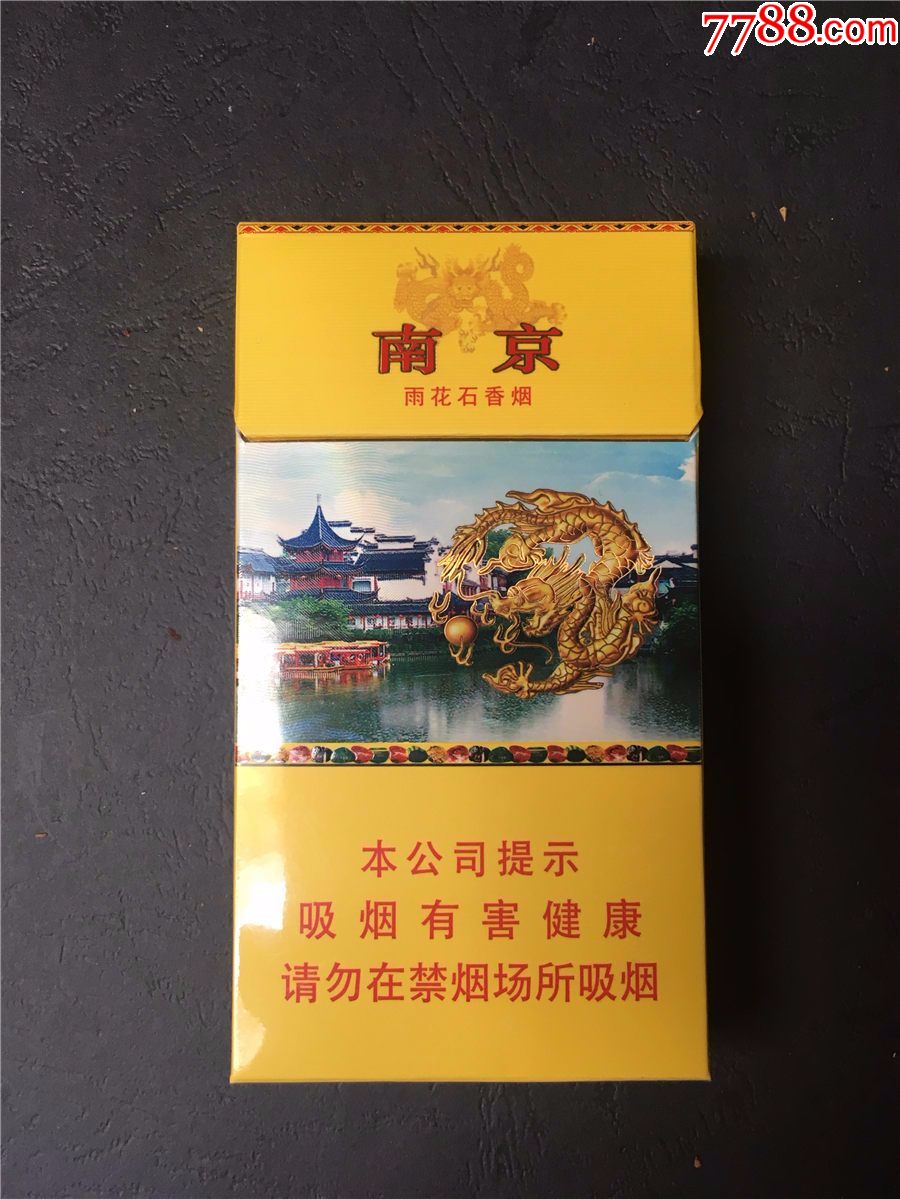 7788.com
南京
雨花石香烟
本公司提示
吸烟有害健康
请勿在禁烟场所吸烟